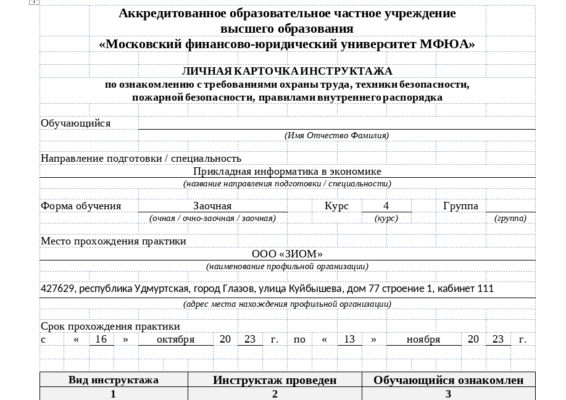 Аккредитованное образовательное частное учреждение
высшего образования
«Московский финансово-юридический университет МФЮА»
ЛИЧНАЯ КАРТОЧКА ИНСТРУКТАЖА
по ознакомлению с требованиями охраны труда, техники безопасности,
пожарной безопасности, правилами внутреннего распорядка
Обучающийся
(Имя Отчество Фамилия)
Направление подготовки / специальность
Прикладная информатика в экономике
(название направления подготовки / специальности)
Форма обучения Заочная Курс 4 Группа
(очная / очно-заочная / заочная) (курс) (группа)
Место прохождения практики
ООО «ЗИОМ»
(наименование профильной организации)
427629, республика Удмуртская, город Глазов, улица Куйбышева, дом 77 строение 1, кабинет 111
(адрес места нахождения профильной организации)
Срок прохождения практики
с « 16 » октября 20 23 г. по « 13 » ноября 20 23 г.
Вид инструктажа Инструктаж проведен Обучающийся ознакомлен
1 2 3